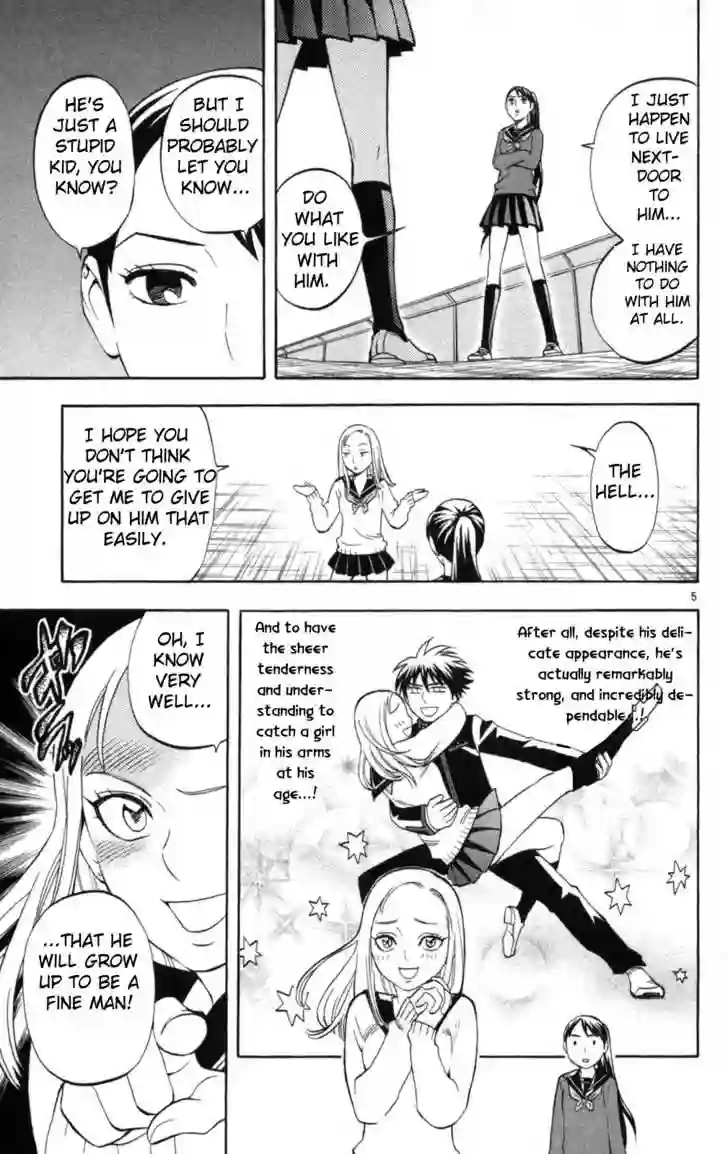 I JUST
HAPPEN
TO LIVE
NEXT-
DOOR
TO
HIM...
I HAVE
NOTHING
TO DO
WITH HIM
AT ALL.
DO
WHAT
YOU LIKE
WITH
HIM.
BUT I
SHOULD
PROBABLY
LET YOU
KNOW...
HE'S
JUST A
STUPID
KID, YOU
KNOW?
THE
HELL...
I HOPE YOU
DON'T THINK
YOU'RE GOING TO
GET ME TO GIVE
UP ON HIM THAT
EASILY.
5
After all, despite his deli-
cate appearance, he's
actually remarkably
strong, and incredibly de-
pendable..!
And to have
the sheer
tenderness
and under-
standing to
catch a girl
in his arms
at his
age...!
OH, I
KNOW
VERY
WELL...
...THAT HE
WILL GROW
UP TO BE A
FINE MAN!